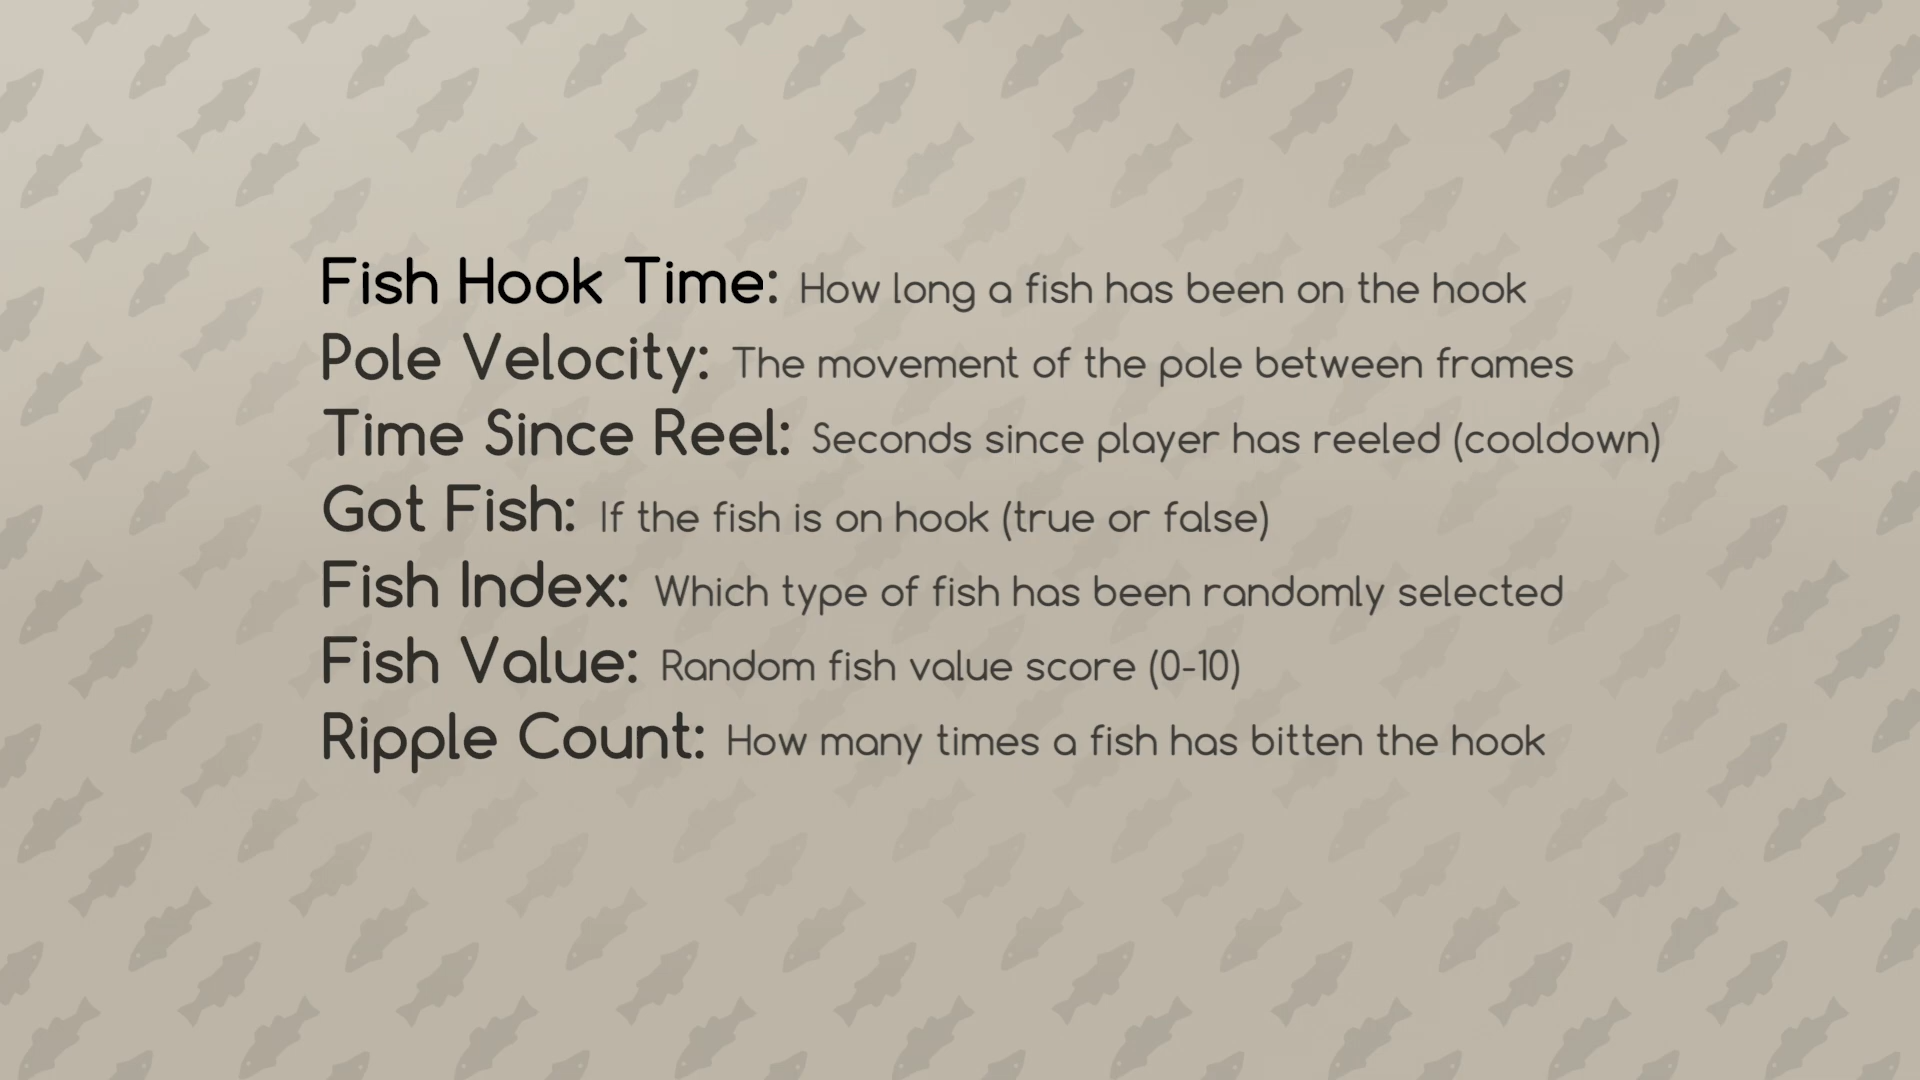 Fish Hook Time: How long a fish has been on the hook
Pole Velocity: The movement of the pole between frames
Time Since Reel: Seconds since player has reeled (cooldown)
Got Fish: If the fish is on hook (true or false)
Fish Index: Which type of fish has been randomly selected
Fish Value: Random fish value score (0-10)
Ripple Count: How many times a fish has bitten the hook